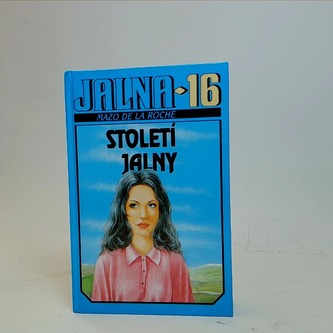 JALNA•16
MAZO DE LA ROCHE
STOLETÍ
JALNY